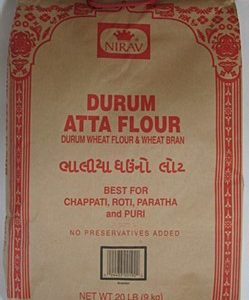 NIRAV
DURUM
ATTA FLOUR
DURUM WHEAT FLOUR & WHEAT BRAN
ભાલીયા ઘઉંનો લોટ
BEST FOR
CHAPPATI, ROTI, PARATHA
and PURI
NO PRESERVATIVES ADDED
NET WT 20 LB (9 kg)